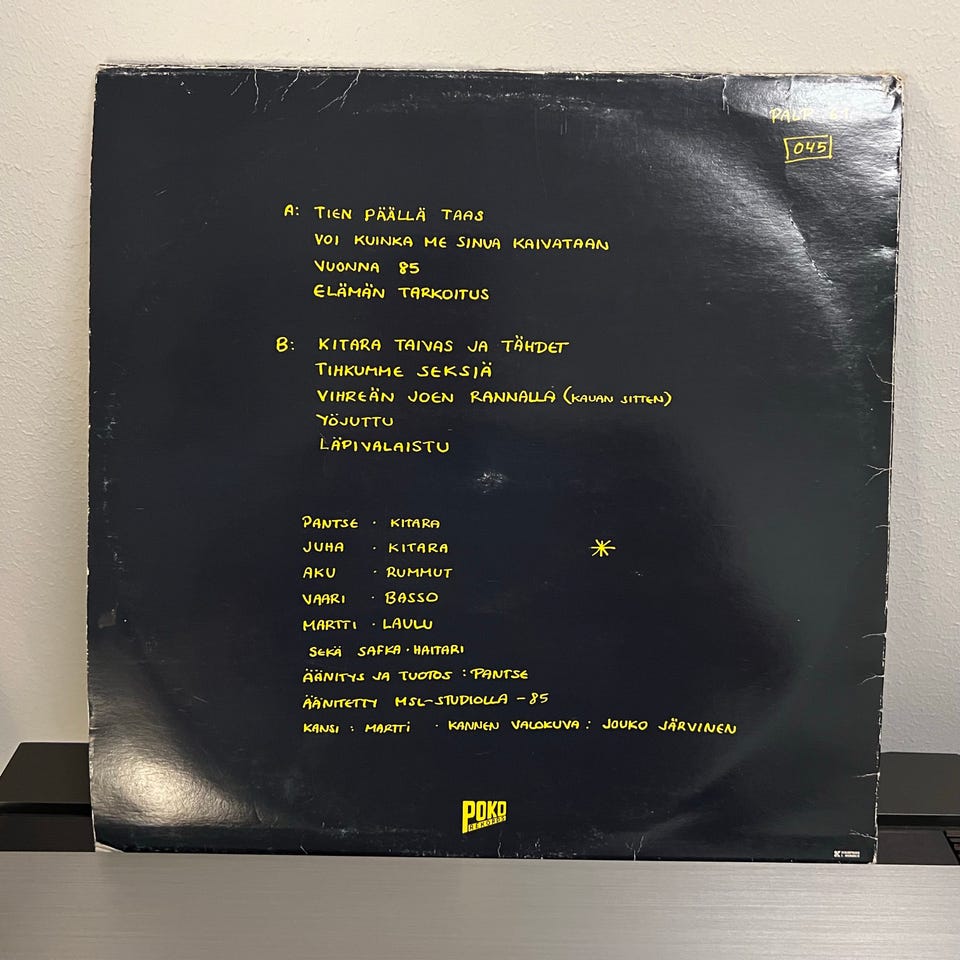 PALP
045
A: TIEN PÄÄLLÄ TAAS
VOI KUINKA ME SINUA KAIVATAAN
VUONNA 85
ELÄMÄN TARKOITUS
B: KITARA TAIVAS JA TÄHDET
TIHKUMME SEKSIÄ
VIHREÄN JOEN RANNALLA (KAUAN SITTEN)
YÖJUTTU
LÄPIVALAISTU
PANTSE · KITARA
JUHA · KITARA
AKU · RUMMUT
VAARI · BASSO
MARTTI · LAULU
SEKÄ SAFKA · HAITARI
ÄÄNITYS JA TUOTOS : PANTSE
ÄÄNITETTY MSL-STUDIOLLA -85
KANSI : MARTTI · KANNEN VALOKUVA : JOUKO JÄRVINEN
POKO
REKORDS